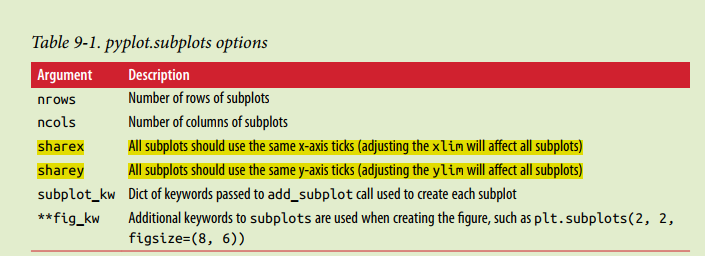 Table 9-1. pyplot.subplots options
Argument Description
nrows Number of rows of subplots
ncols Number of columns of subplots
sharex All subplots should use the same x-axis ticks (adjusting the xlim will affect all subplots)
sharey All subplots should use the same y-axis ticks (adjusting the ylim will affect all subplots)
subplot_kw Dict of keywords passed to add_subplot call used to create each subplot
**fig_kw Additional keywords to subplots are used when creating the figure, such as plt.subplots(2, 2,
figsize=(8, 6))